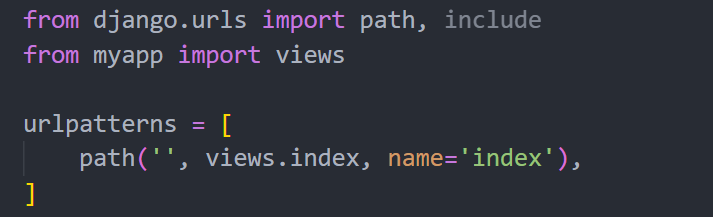 from django.urls import path, include
from myapp import views
urlpatterns = [
path('', views.index, name='index'),
]